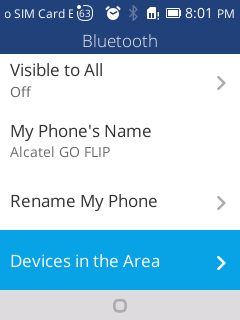 o SIM Card E 63 8:01 PM
Bluetooth
Visible to All
Off
My Phone's Name
Alcatel GO FLIP
Rename My Phone
Devices in the Area